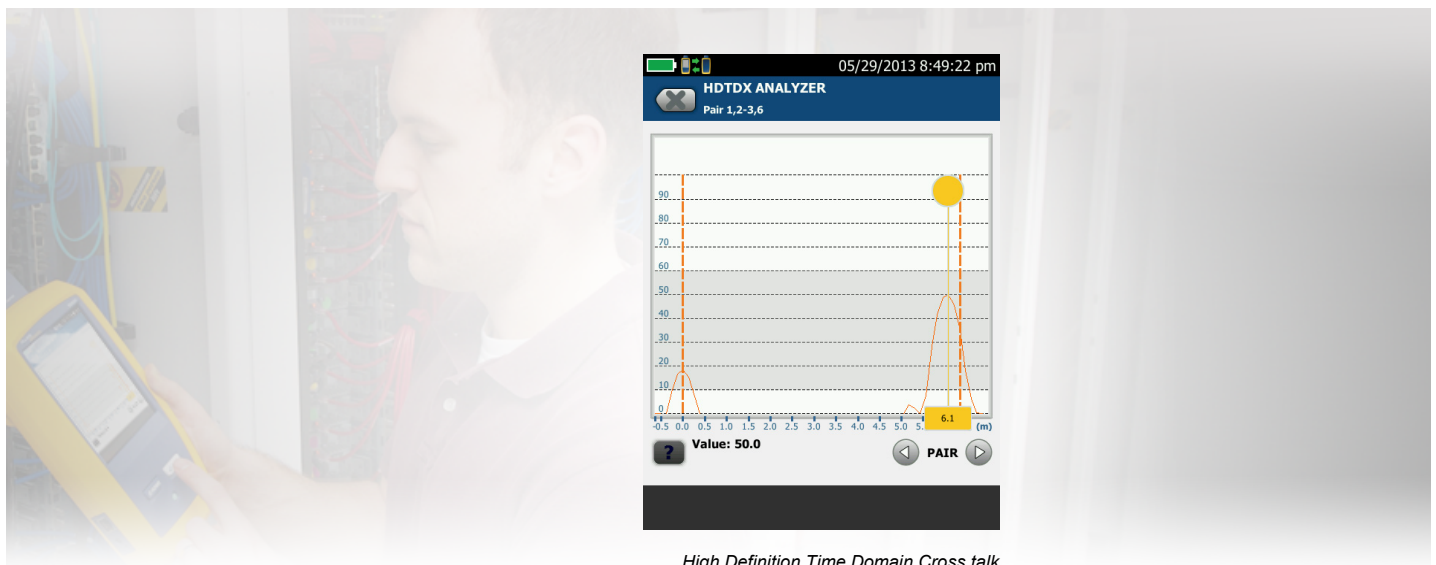 05/29/2013 8:49:22 pm
HDTDX ANALYZER
Pair 1,2-3,6
90
80
70
60
50
40
30
20
10
0
-0.5 0.0 0.5 1.0 1.5 2.0 2.5 3.0 3.5 4.0 4.5 5.0 5. 6.1 (m)
? Value: 50.0 PAIR
High Definition Time Domain Cross talk